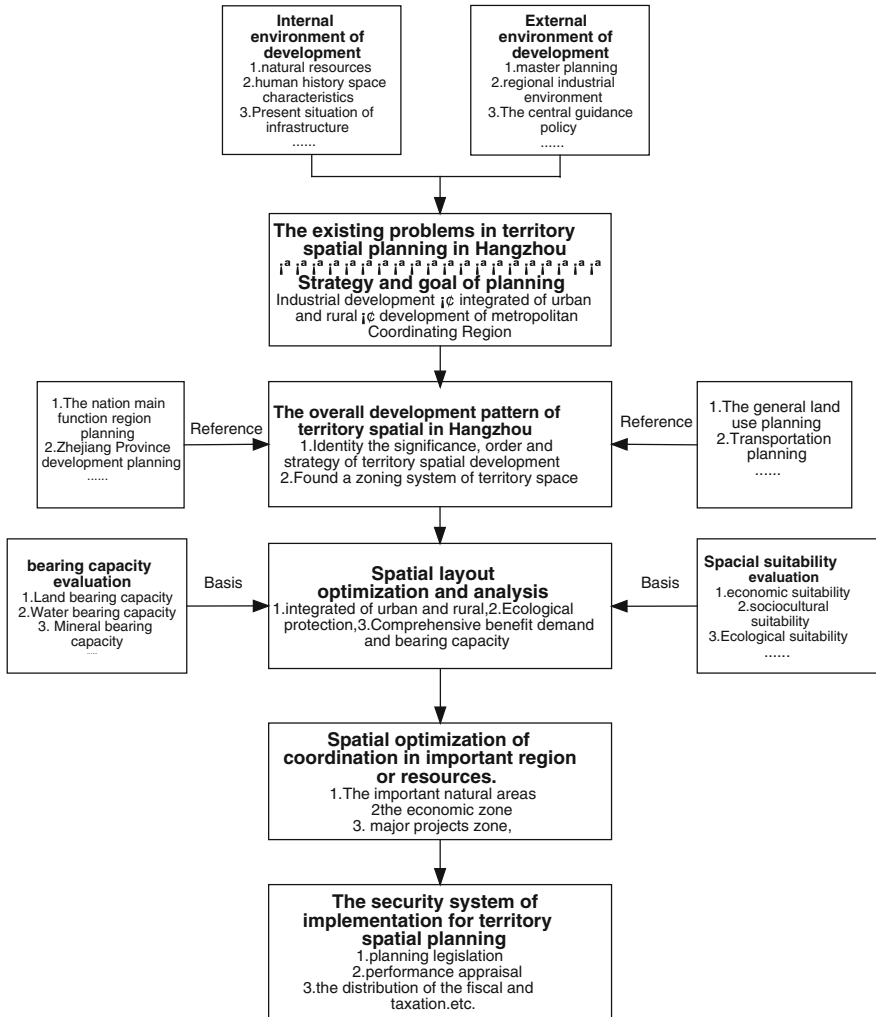 Internal
environment of
development
1.natural resources
2.human history space
characteristics
3.Present situation of
infrastructure
......
External
environment of
development
1.master planning
2.regional industrial
environment
3.The central guidance
policy
......
The existing problems in territory
spatial planning in Hangzhou
¡ª¡ª¡ª¡ª¡ª¡ª¡ª¡ª¡ª¡ª¡ª¡ª¡ª¡ª¡ª¡ª¡ª¡ª¡ª¡ª
Strategy and goal of planning
Industrial development ¡¢ integrated of urban
and rural ¡¢ development of metropolitan
Coordinating Region
1.The nation main
function region
planning
2.Zhejiang Province
development planning
......
Reference
The overall development pattern of
territory spatial in Hangzhou
1.Identity the significance, order and
strategy of territory spatial development
2.Found a zoning system of territory space
Reference
1.The general land
use planning
2.Transportation
planning
......
bearing capacity
evaluation
1.Land bearing capacity
2.Water bearing capacity
3. Mineral bearing
capacity
......
Basis
Spatial layout
optimization and analysis
1.integrated of urban and rural,2.Ecological
protection,3.Comprehensive benefit demand
and bearing capacity
Basis
Spacial suitability
evaluation
1.economic suitability
2.sociocultural
suitability
3.Ecological suitability
......
Spatial optimization of
coordination in important region
or resources.
1.The important natural areas
2the economic zone
3. major projects zone,
The security system of
implementation for territory
spatial planning
1.planning legislation
2.performance appraisal
3.the distribution of the fiscal and
taxation.etc.